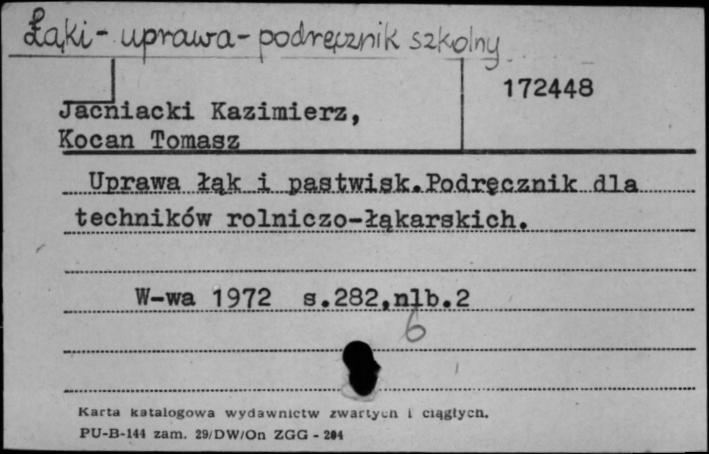 Łąki - uprawa - podręcznik szkolny
172448
Jacniacki Kazimierz,
Kocan Tomasz
Uprawa łąk i pastwisk.Podręcznik dla
techników rolniczo-łąkarskich.
W-wa 1972 s.282,nlb.2
6
Karta katalogowa wydawnictw zwartych i ciągłych.
PU-B-144 zam. 29/DW/On ZGG - 204